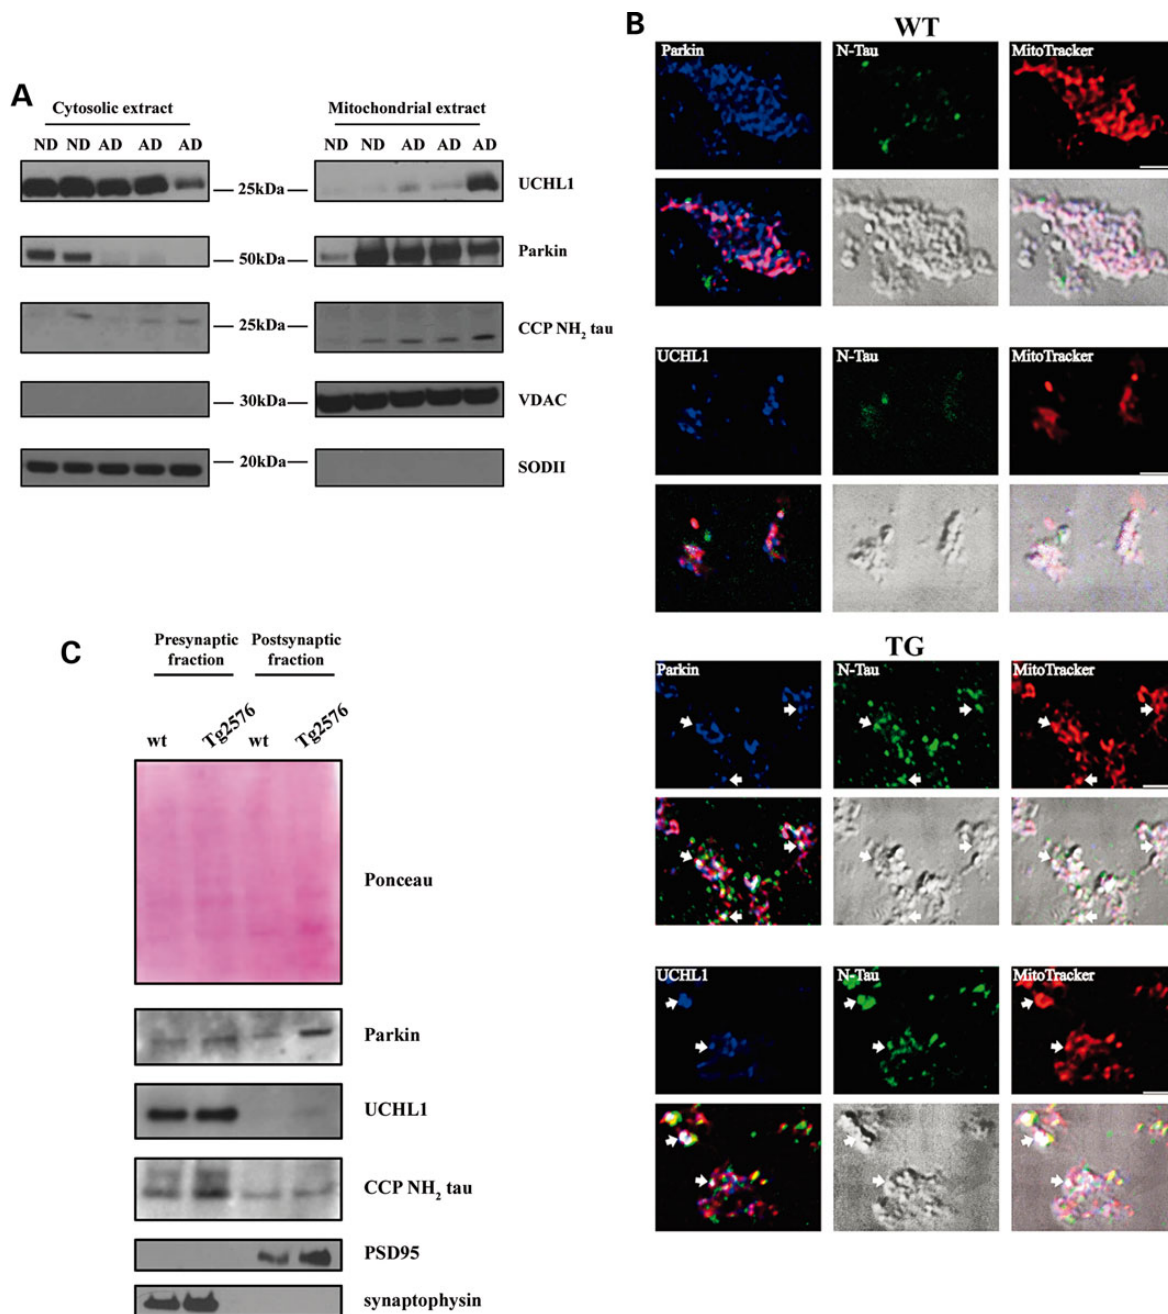 A
Cytosolic extract
Mitochondrial extract
ND ND AD AD AD
ND ND AD AD AD
25kDa
UCHL1
50kDa
Parkin
25kDa
CCP NH2 tau
30kDa
VDAC
20kDa
SODII
B
WT
Parkin
N-Tau
MitoTracker
UCHL1
N-Tau
MitoTracker
TG
Parkin
N-Tau
MitoTracker
UCHL1
N-Tau
MitoTracker
C
Presynaptic
fraction
Postsynaptic
fraction
wt Tg2576 wt Tg2576
Ponceau
Parkin
UCHL1
CCP NH2 tau
PSD95
synaptophysin